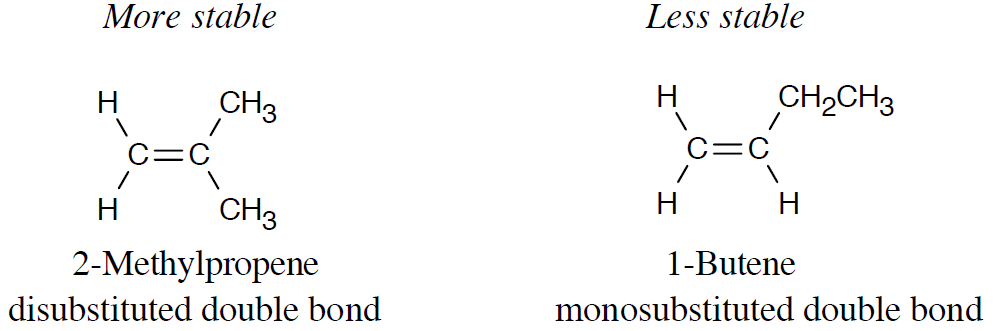 More stable
Less stable
H CH3
C=C
H CH3
H CH2CH3
C=C
H H
2-Methylpropene
disubstituted double bond
1-Butene
monosubstituted double bond